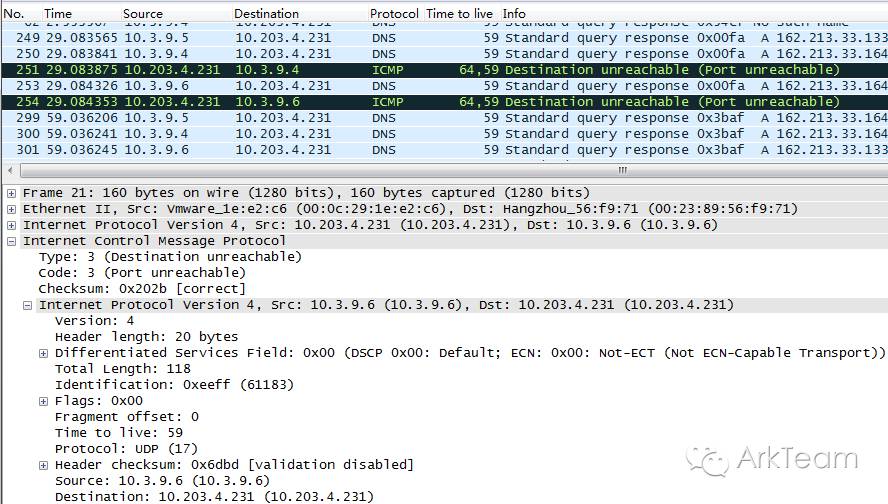 No. Time Source Destination Protocol Time to live Info
249 29.083565 10.3.9.5 10.203.4.231 DNS 59 Standard query response 0x00fa A 162.213.33.133
250 29.083841 10.3.9.4 10.203.4.231 DNS 59 Standard query response 0x00fa A 162.213.33.164
251 29.083875 10.203.4.231 10.3.9.4 ICMP 64,59 Destination unreachable (Port unreachable)
253 29.084326 10.3.9.6 10.203.4.231 DNS 59 Standard query response 0x00fa A 162.213.33.164
254 29.084353 10.203.4.231 10.3.9.6 ICMP 64,59 Destination unreachable (Port unreachable)
299 59.036206 10.3.9.5 10.203.4.231 DNS 59 Standard query response 0x3baf A 162.213.33.164
300 59.036241 10.3.9.4 10.203.4.231 DNS 59 Standard query response 0x3baf A 162.213.33.164
301 59.036245 10.3.9.6 10.203.4.231 DNS 59 Standard query response 0x3baf A 162.213.33.133
Frame 21: 160 bytes on wire (1280 bits), 160 bytes captured (1280 bits)
Ethernet II, Src: Vmware_1e:e2:c6 (00:0c:29:1e:e2:c6), Dst: Hangzhou_56:f9:71 (00:23:89:56:f9:71)
Internet Protocol Version 4, Src: 10.203.4.231 (10.203.4.231), Dst: 10.3.9.6 (10.3.9.6)
Internet Control Message Protocol
Type: 3 (Destination unreachable)
Code: 3 (Port unreachable)
Checksum: 0x202b [correct]
Internet Protocol Version 4, Src: 10.3.9.6 (10.3.9.6), Dst: 10.203.4.231 (10.203.4.231)
Version: 4
Header length: 20 bytes
Differentiated Services Field: 0x00 (DSCP 0x00: Default; ECN: 0x00: Not-ECT (Not ECN-Capable Transport))
Total Length: 118
Identification: 0xeeff (61183)
Flags: 0x00
Fragment offset: 0
Time to live: 59
Protocol: UDP (17)
Header checksum: 0x6dbd [validation disabled]
Source: 10.3.9.6 (10.3.9.6)
Destination: 10.203.4.231 (10.203.4.231)
ArkTeam